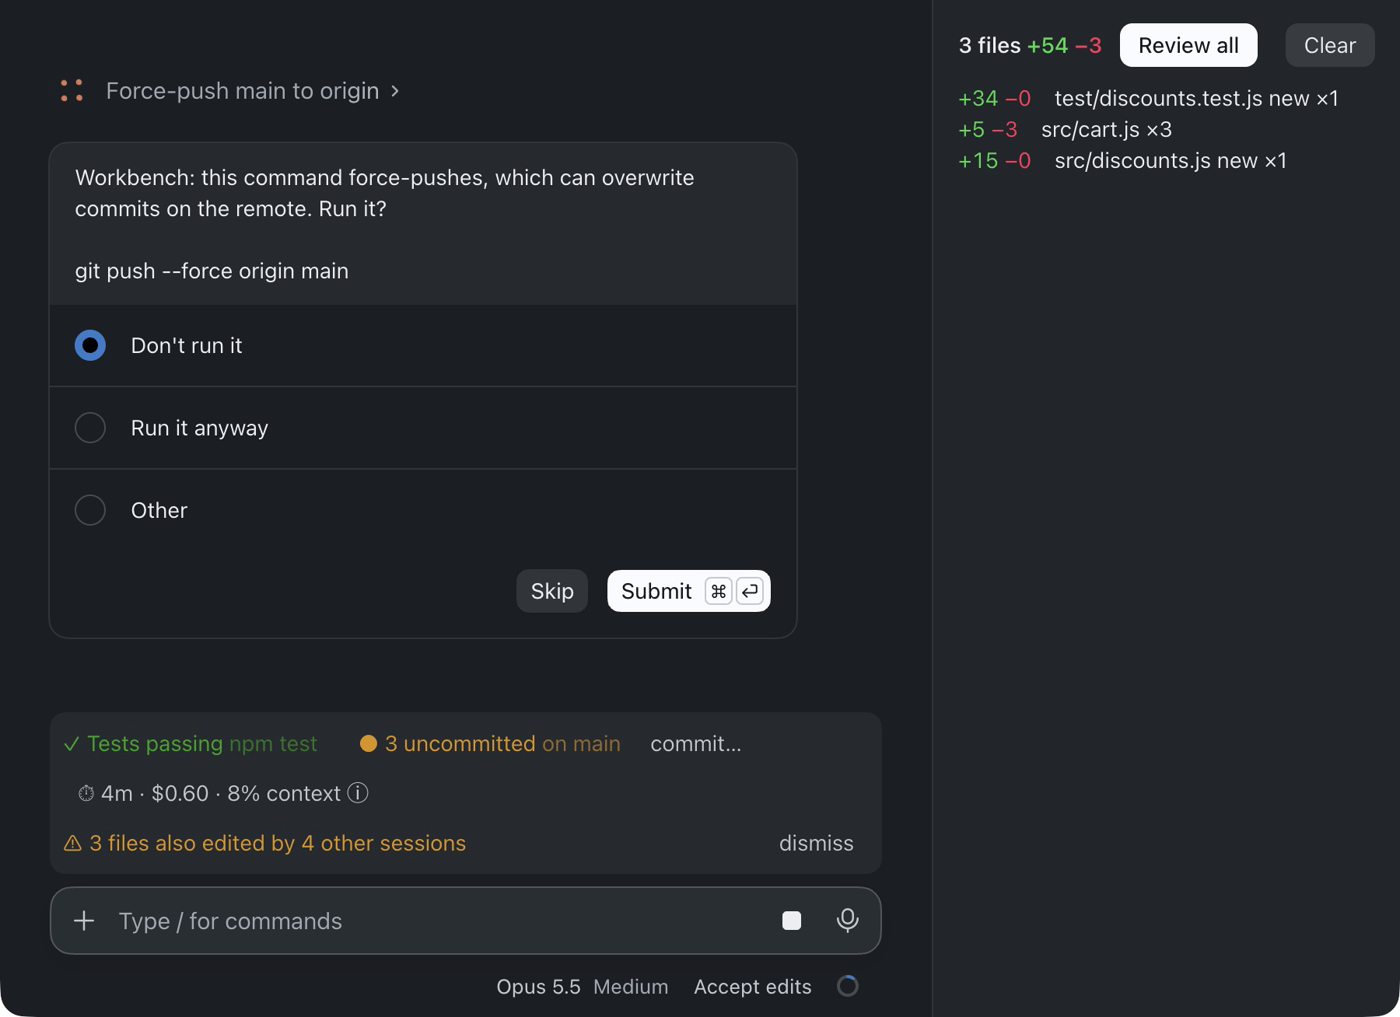 Force-push main to origin
Workbench: this command force-pushes, which can overwrite
commits on the remote. Run it?
git push --force origin main
Don't run it
Run it anyway
Other
Skip
Submit ⌘ ↩
✓ Tests passing npm test 3 uncommitted on main commit...
4m · $0.60 · 8% context
3 files also edited by 4 other sessions dismiss
Type / for commands
Opus 5.5 Medium Accept edits
3 files +54 −3 Review all Clear
+34 −0 test/discounts.test.js new ×1
+5 −3 src/cart.js ×3
+15 −0 src/discounts.js new ×1